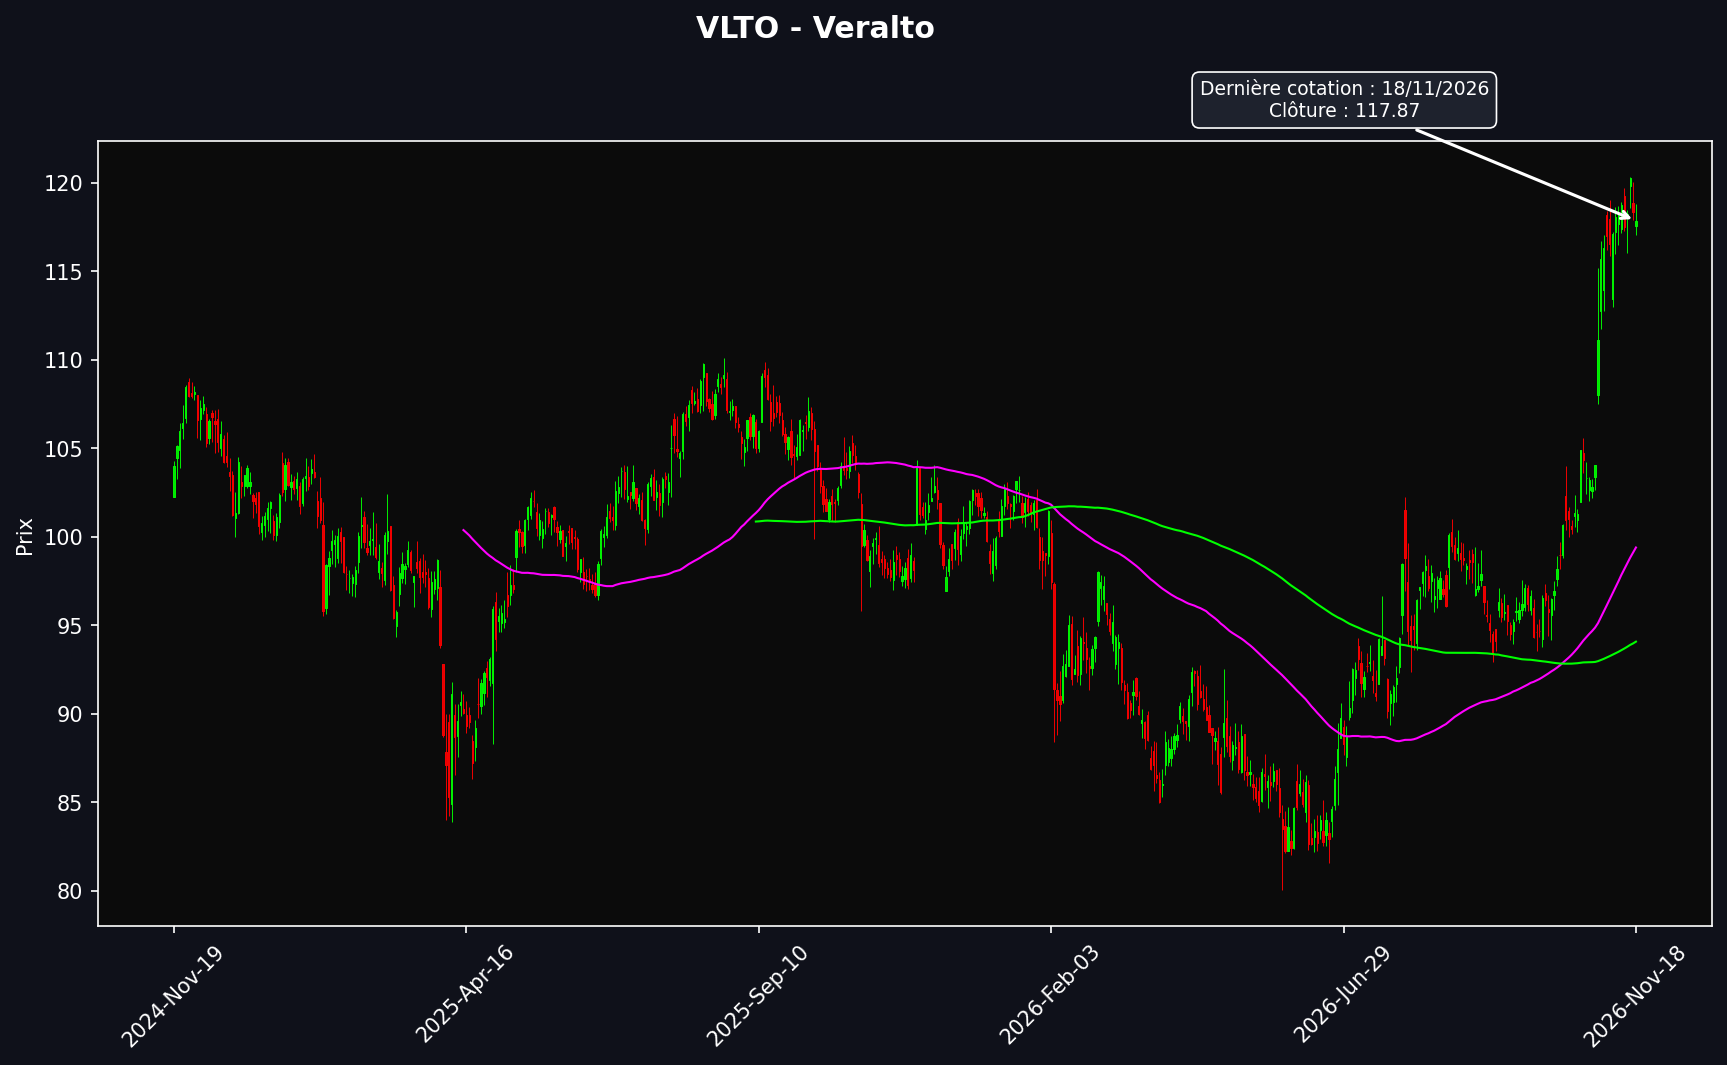 VLTO - Veralto
Dernière cotation : 18/11/2026
Clôture : 117.87
Prix
120
115
110
105
100
95
90
85
80
2024-Nov-19
2025-Apr-16
2025-Sep-10
2026-Feb-03
2026-Jun-29
2026-Nov-18